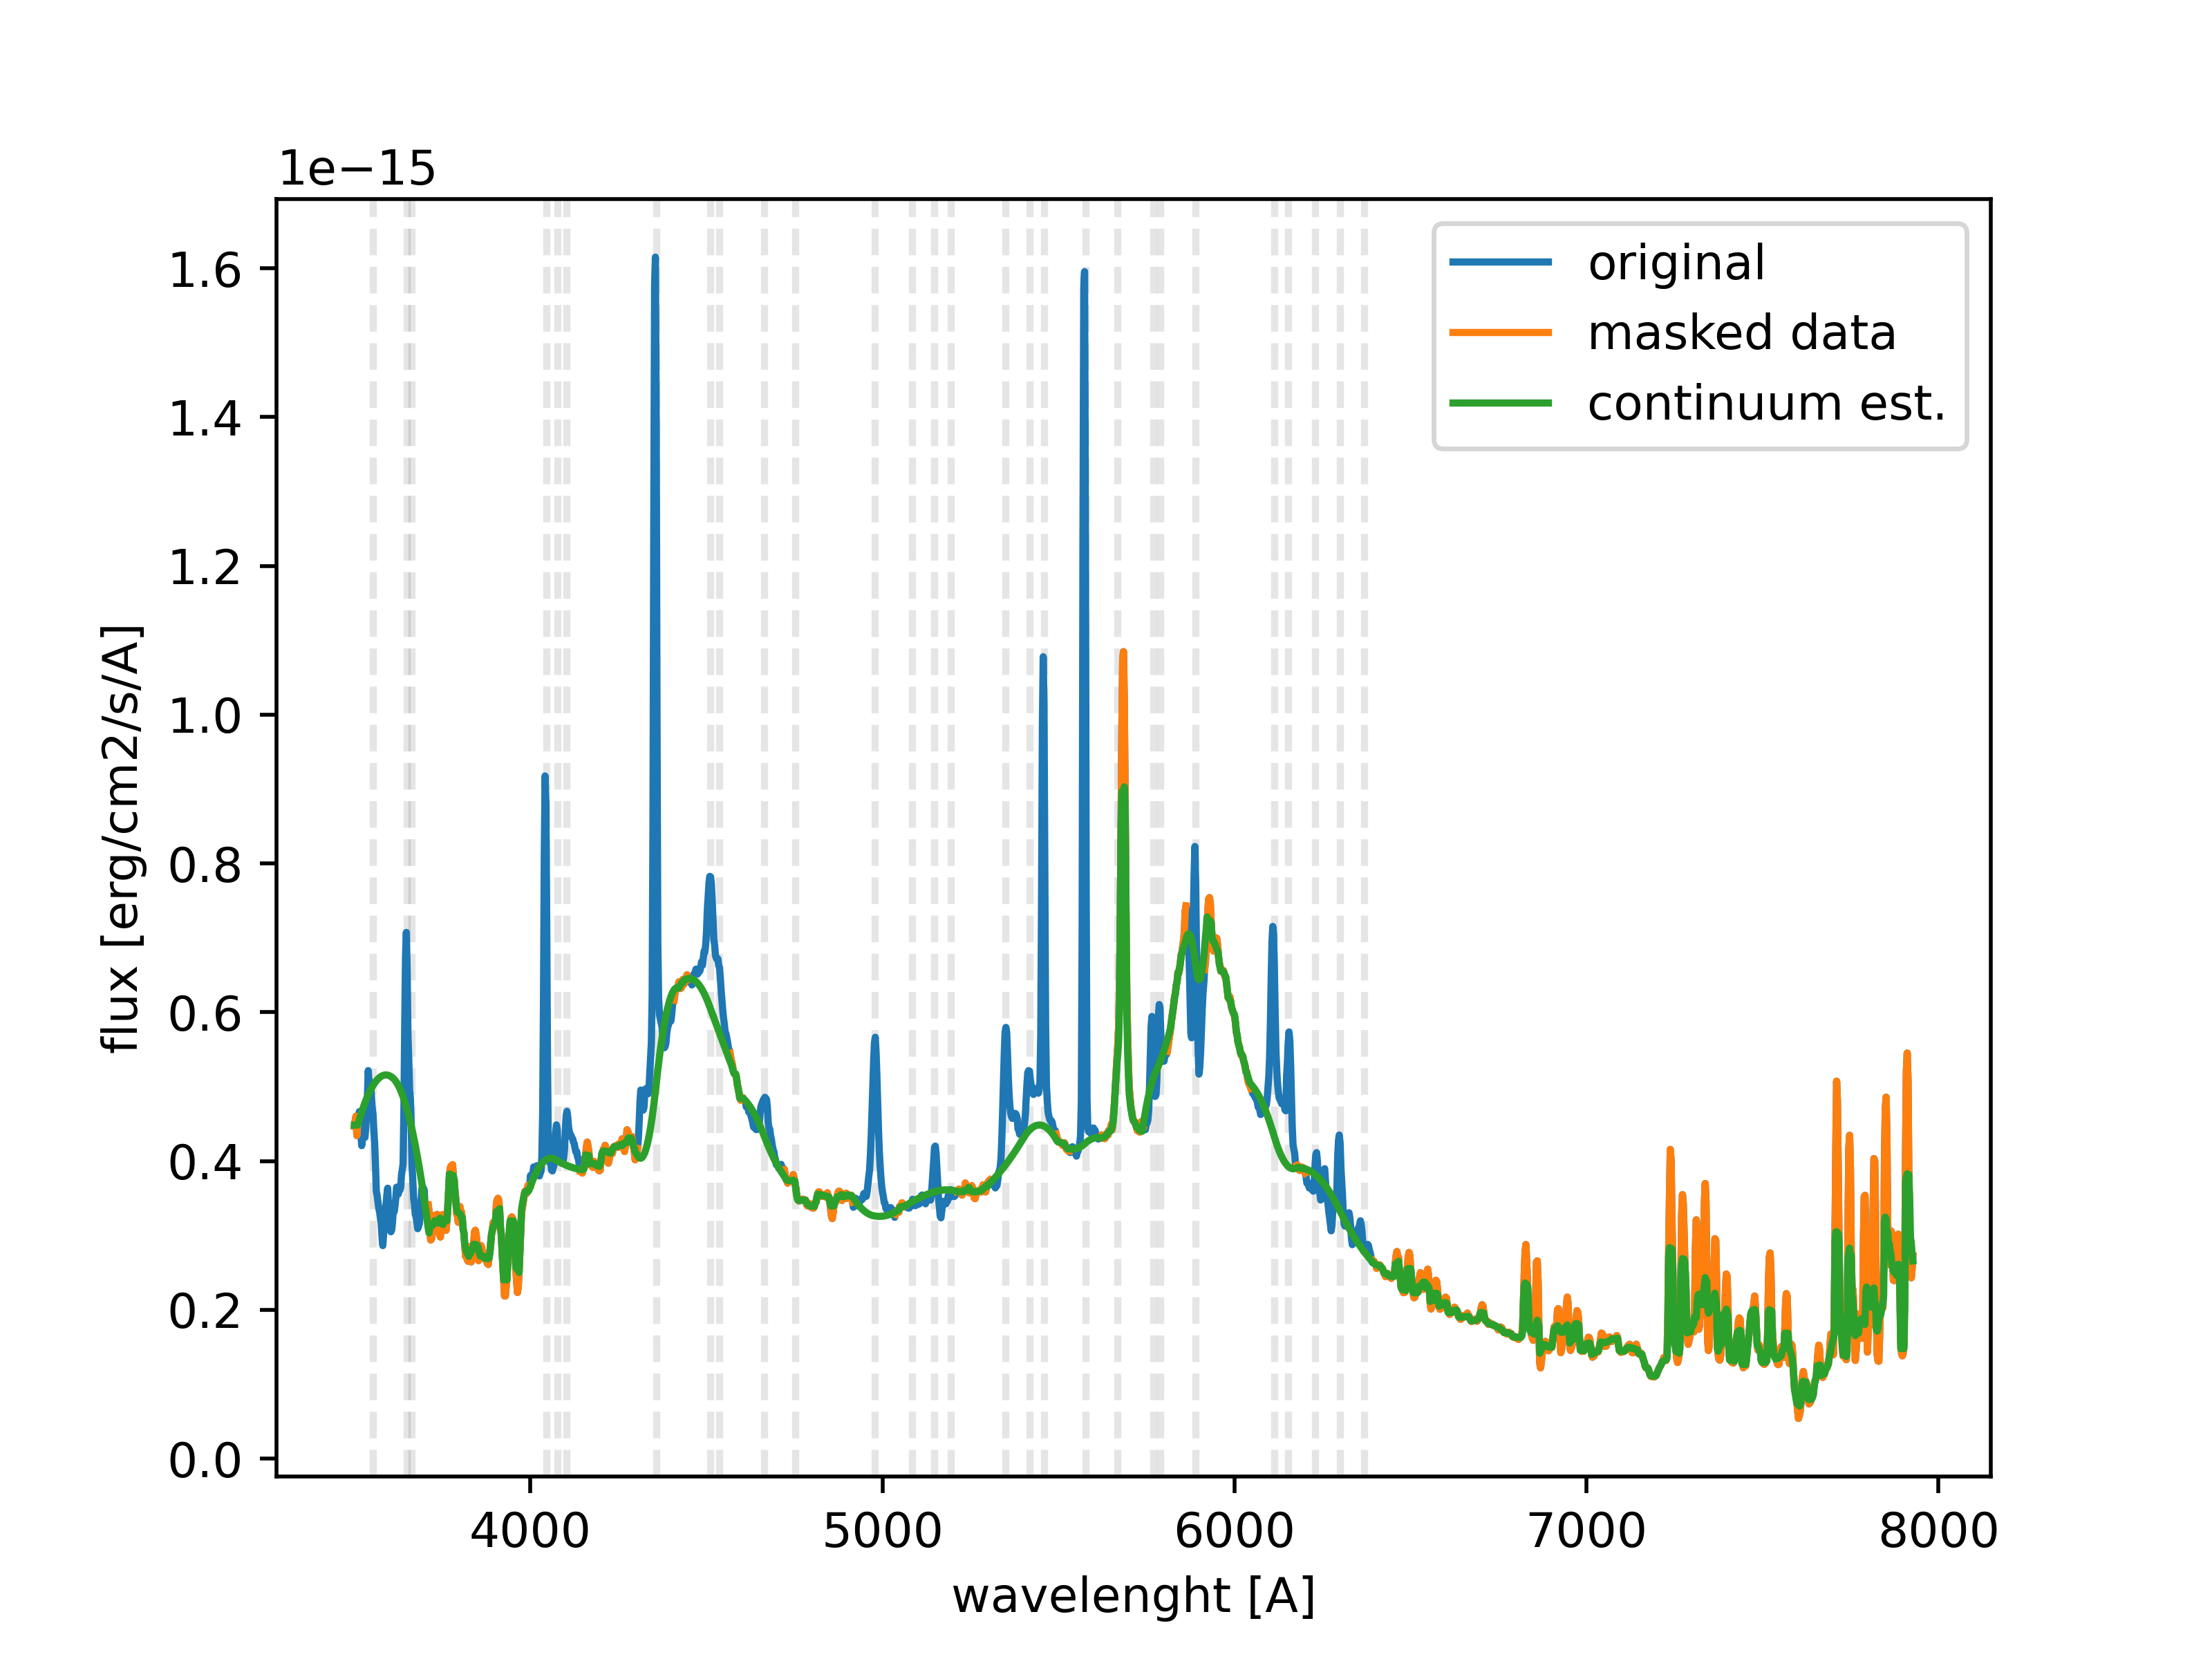 1e−15
1.6
1.4
1.2
1.0
0.8
0.6
0.4
0.2
0.0
flux [erg/cm2/s/A]
original
masked data
continuum est.
4000 5000 6000 7000 8000
wavelenght [A]